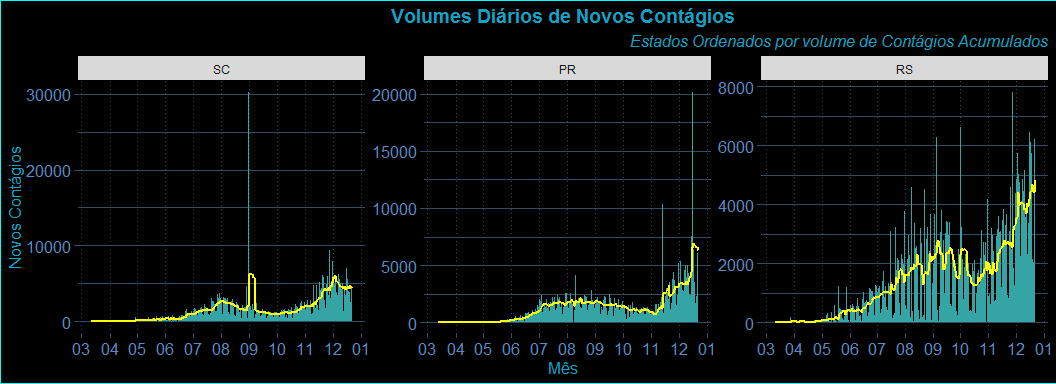 Volumes Diários de Novos Contágios
Estados Ordenados por volume de Contágios Acumulados
SC
PR
RS
Novos Contágios
30000
20000
10000
0
20000
15000
10000
5000
0
8000
6000
4000
2000
0
03 04 05 06 07 08 09 10 11 12 01
03 04 05 06 07 08 09 10 11 12 01
03 04 05 06 07 08 09 10 11 12 01
Mês